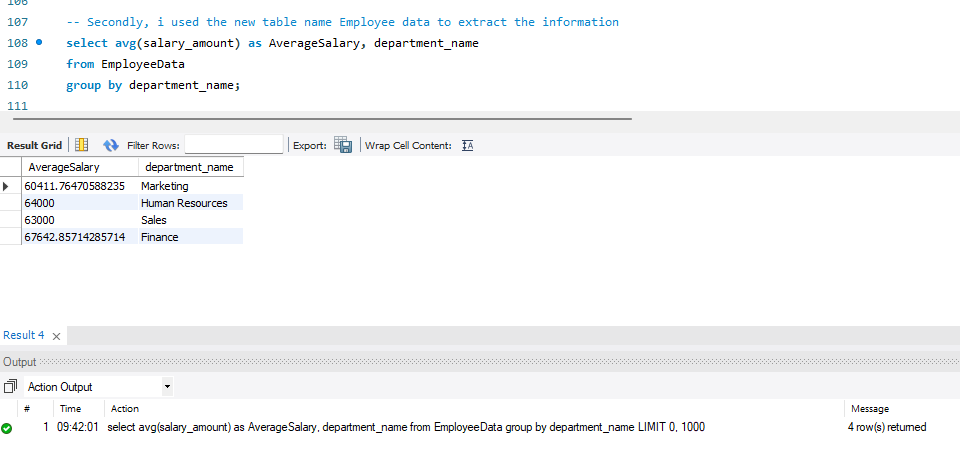 106
107 -- Secondly, i used the new table name Employee data to extract the information
108 select avg(salary_amount) as AverageSalary, department_name
109 from EmployeeData
110 group by department_name;
111
Result Grid Filter Rows: Export: Wrap Cell Content:
AverageSalary department_name
60411.76470588235 Marketing
64000 Human Resources
63000 Sales
67642.85714285714 Finance
Result 4
Output
Action Output
# Time Action Message
1 09:42:01 select avg(salary_amount) as AverageSalary, department_name from EmployeeData group by department_name LIMIT 0, 1000 4 row(s) returned